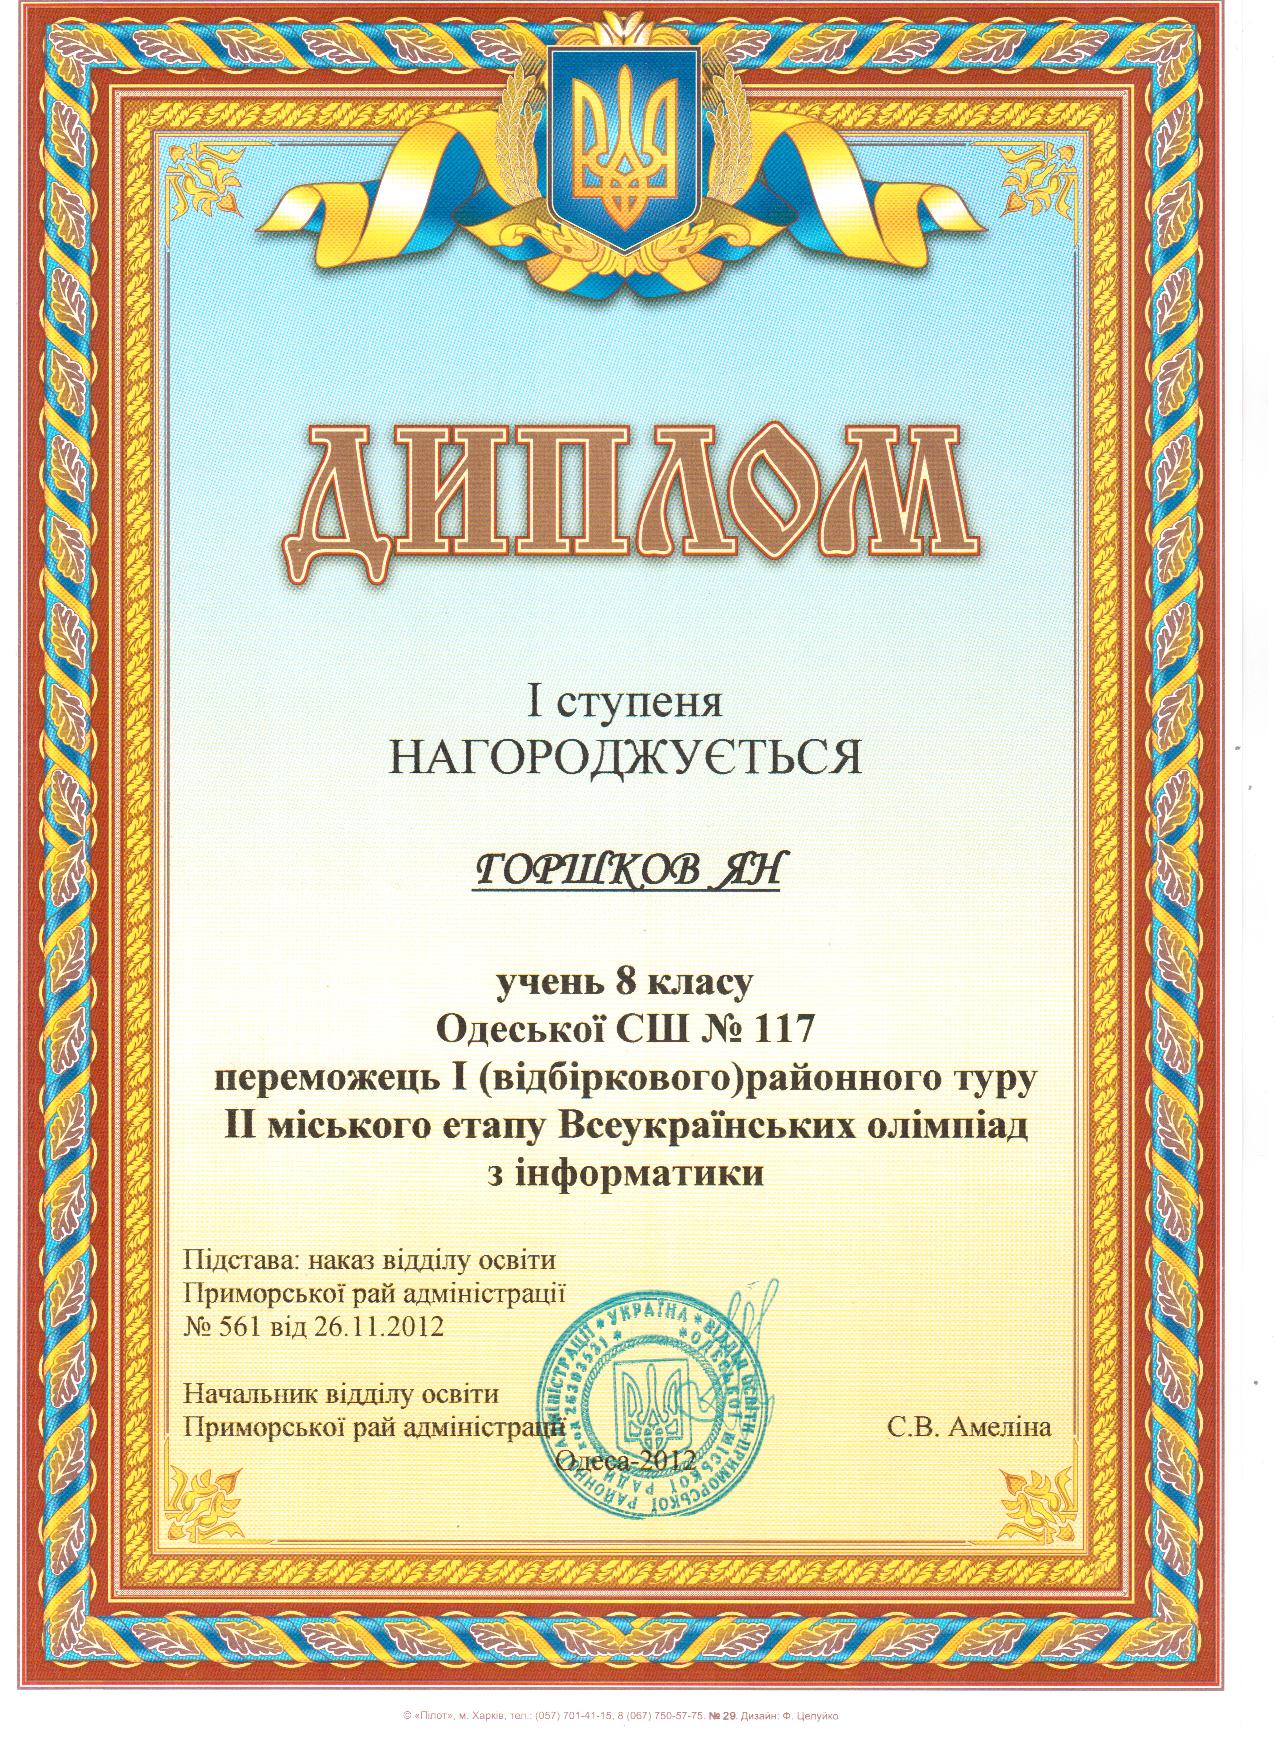 ДИПЛОМ
І ступеня
НАГОРОДЖУЄТЬСЯ
ГОРШКОВ ЯН
учень 8 класу
Одеської СШ № 117
переможець І (відбіркового)районного туру
ІІ міського етапу Всеукраїнських олімпіад
з інформатики
Підстава: наказ відділу освіти
Приморської рай адміністрації
№ 561 від 26.11.2012
Начальник відділу освіти
Приморської рай адміністрації
С.В. Амеліна
Одеса-2012
УКРАЇНА * ВІДДІЛ ОСВІТИ ПРИМОРСЬКОЇ РАЙОННОЇ АДМІНІСТРАЦІЇ *
* ОДЕСЬКОЇ МІСЬКОЇ РАДИ * код 26303531
© «Пілот», м. Харків, тел.: (057) 701-41-15, 8 (067) 750-57-75. № 29. Дизайн: Ф. Целуйко